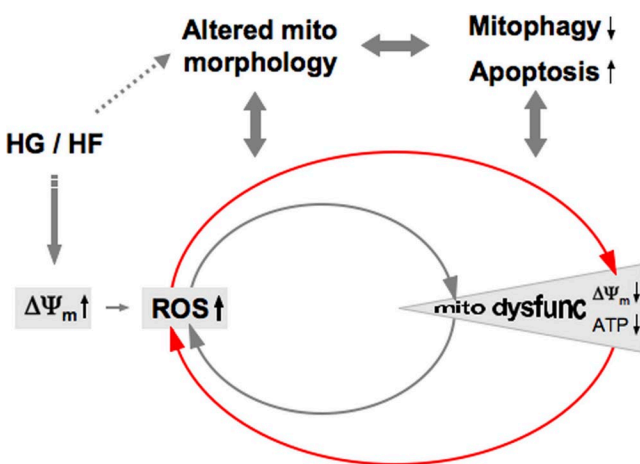 Altered mito
morphology
Mitophagy ↓
Apoptosis ↑
HG / HF
ΔΨm ↑
ROS ↑
mito dysfunc
ΔΨm ↓
ATP ↓